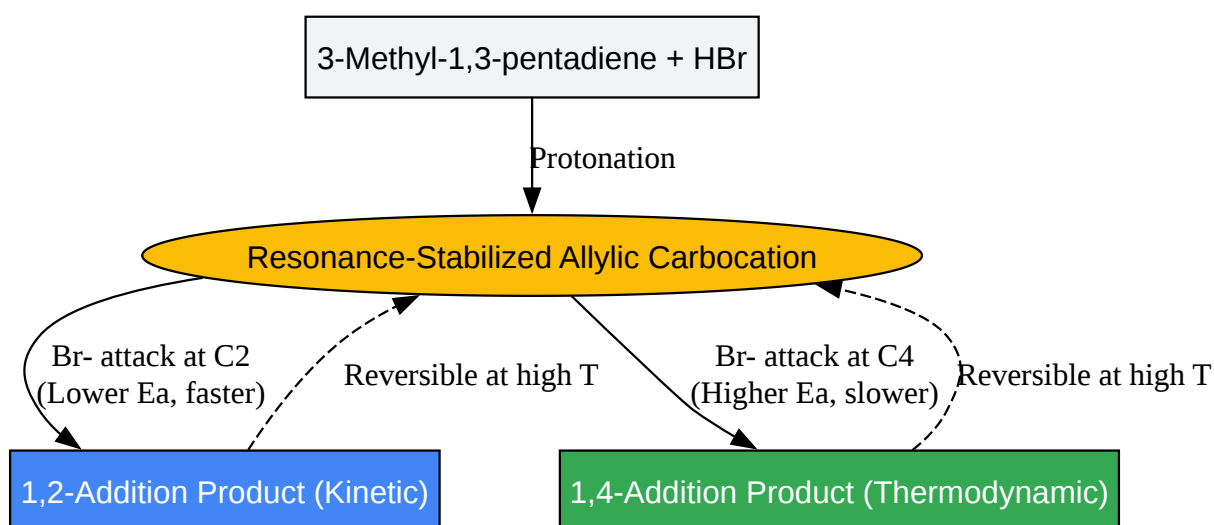 3-Methyl-1,3-pentadiene + HBr
Protonation
Resonance-Stabilized Allylic Carbocation
Br- attack at C2
(Lower Ea, faster)
Reversible at high T
Br- attack at C4
(Higher Ea, slower)
Reversible at high T
1,2-Addition Product (Kinetic)
1,4-Addition Product (Thermodynamic)